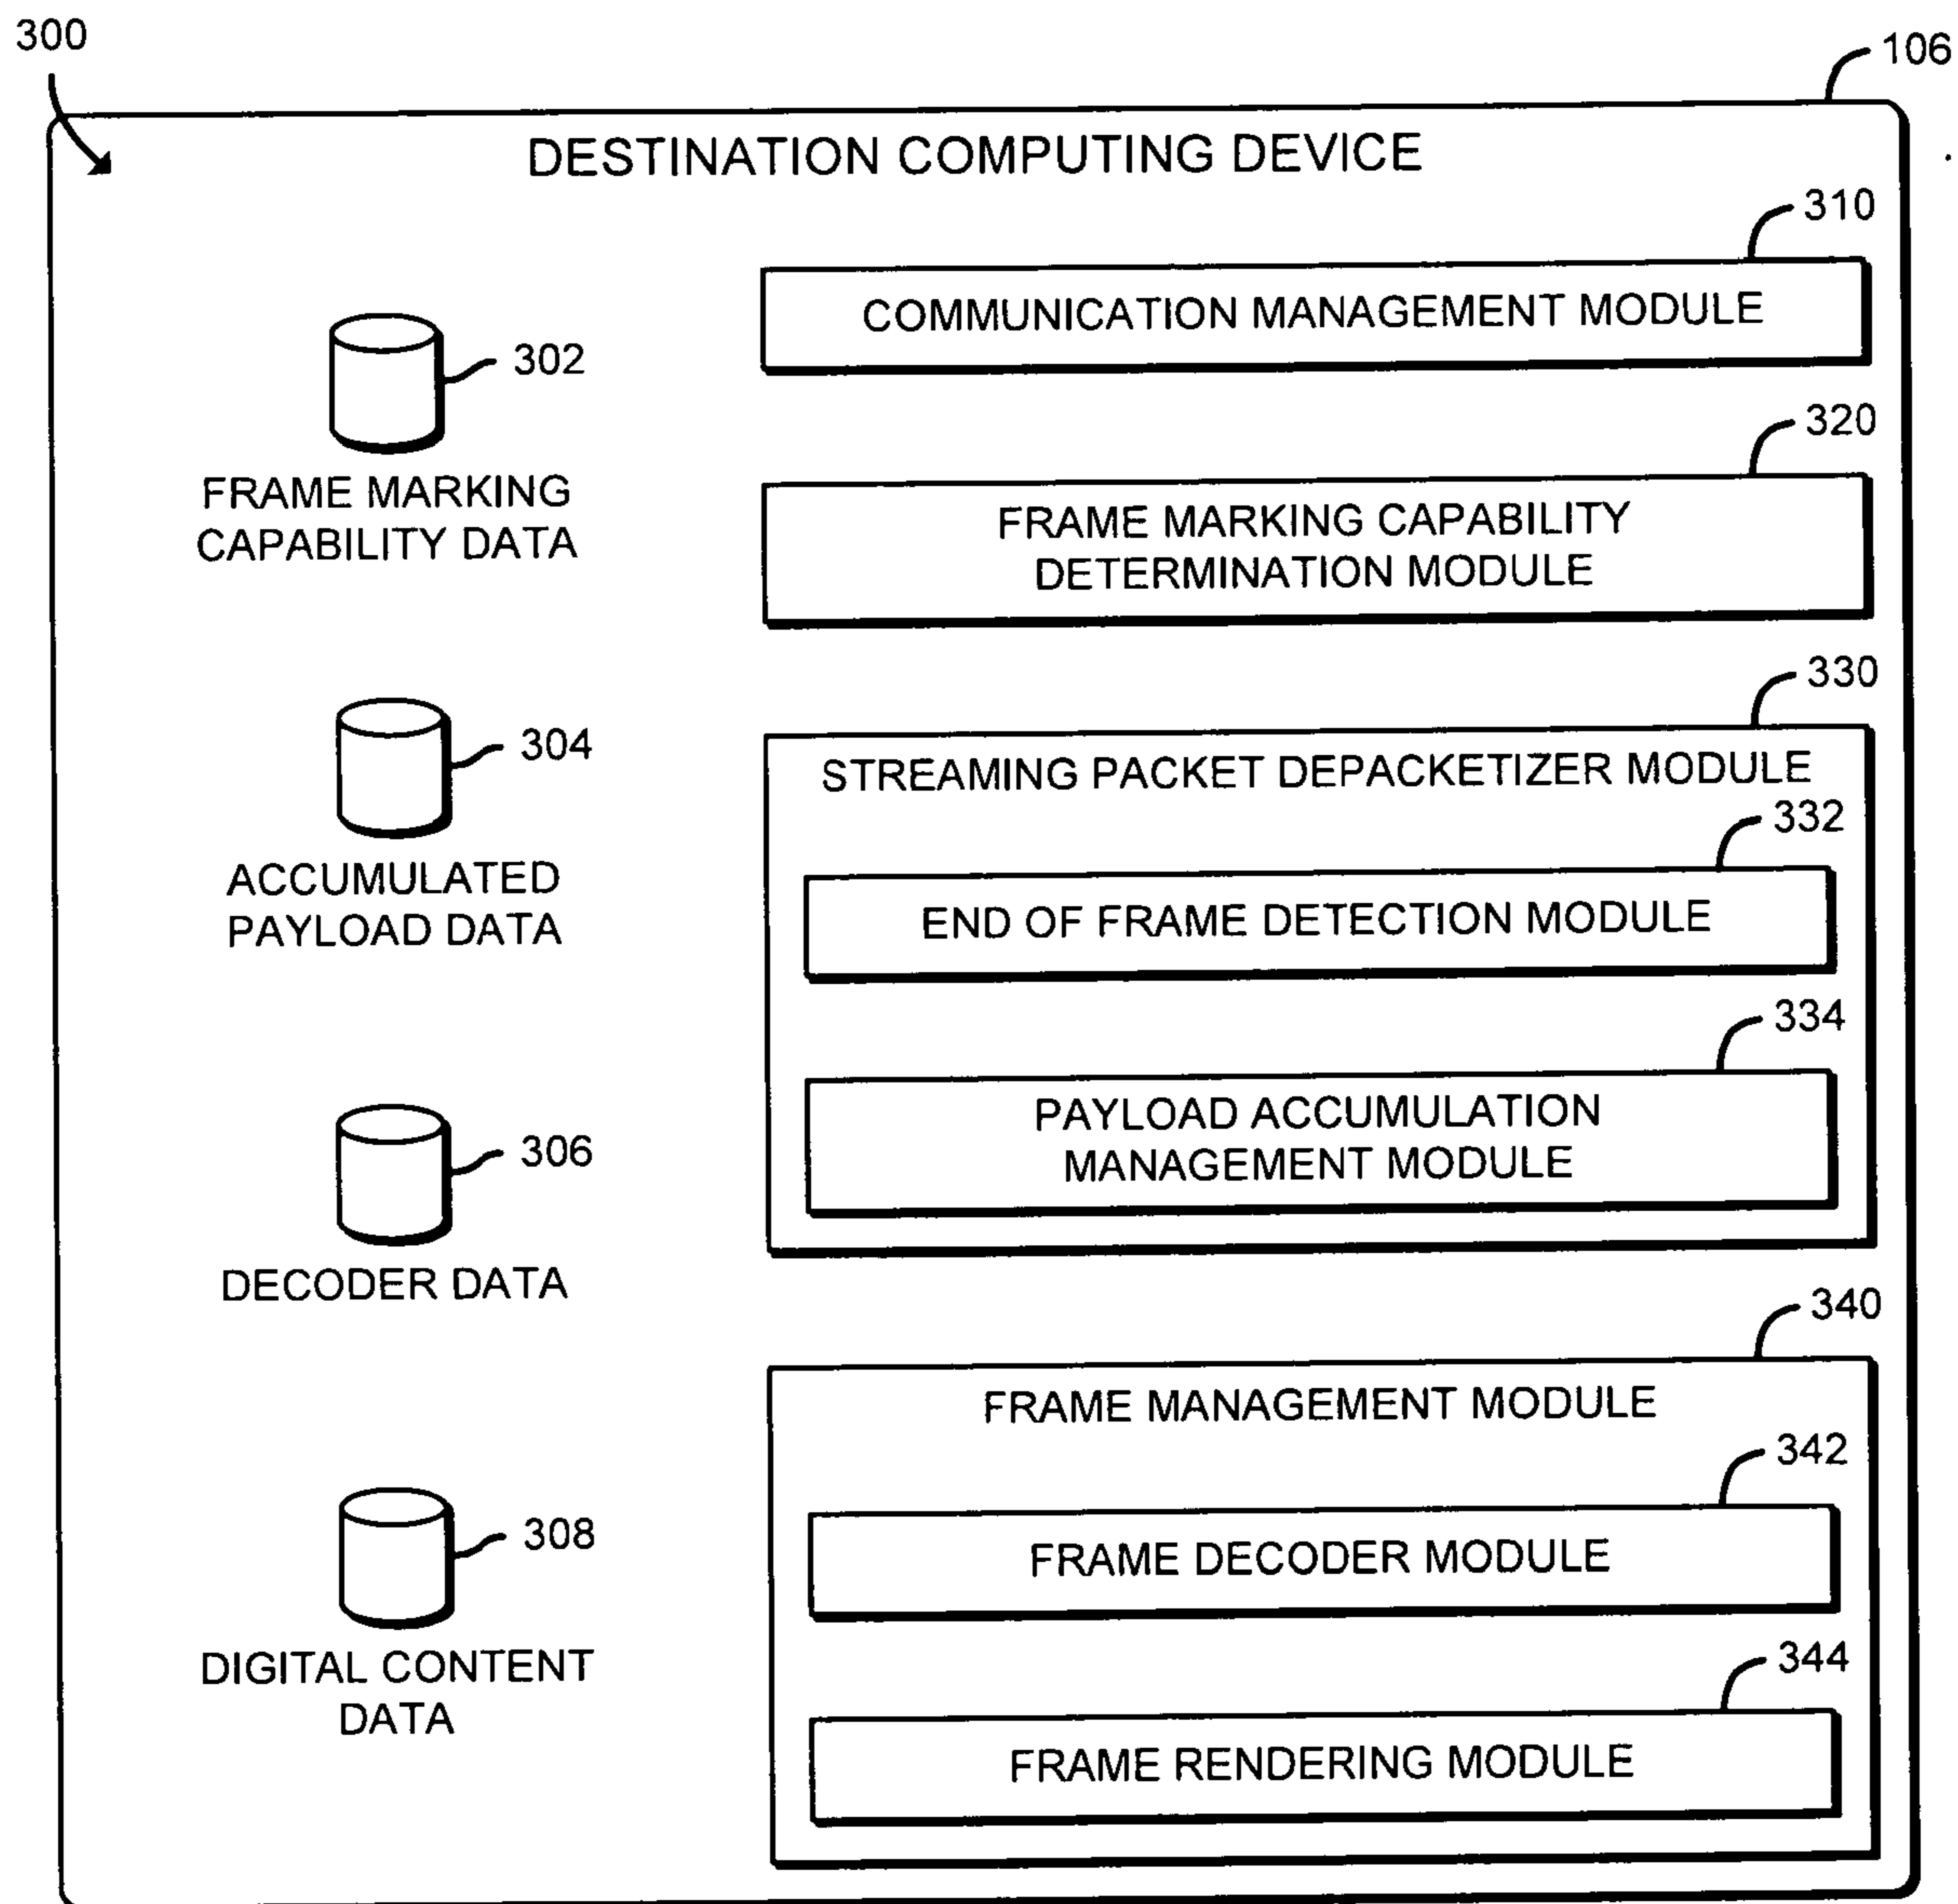 300
106
DESTINATION COMPUTING DEVICE
310
COMMUNICATION MANAGEMENT MODULE
302
FRAME MARKING
CAPABILITY DATA
320
FRAME MARKING CAPABILITY
DETERMINATION MODULE
304
ACCUMULATED
PAYLOAD DATA
330
STREAMING PACKET DEPACKETIZER MODULE
332
END OF FRAME DETECTION MODULE
334
PAYLOAD ACCUMULATION
MANAGEMENT MODULE
306
DECODER DATA
340
FRAME MANAGEMENT MODULE
342
FRAME DECODER MODULE
308
DIGITAL CONTENT
DATA
344
FRAME RENDERING MODULE